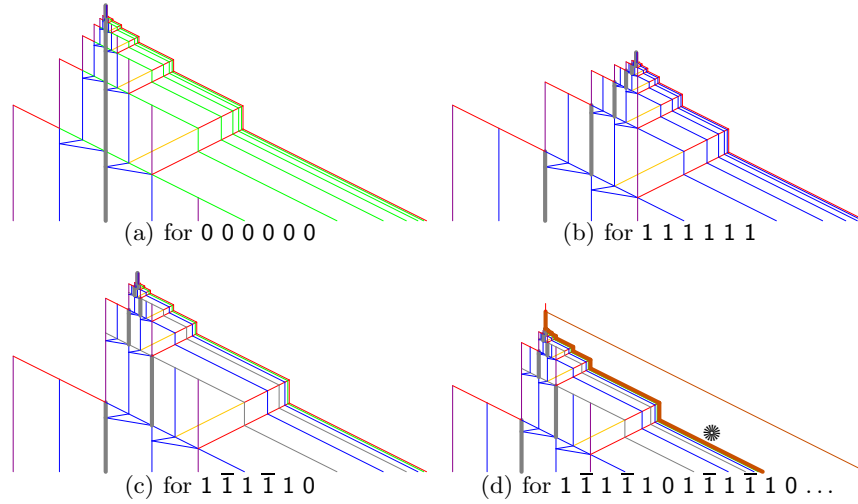 (a) for 0 0 0 0 0 0
(b) for 1 1 1 1 1 1
(c) for 1 1̅ 1 1̅ 1 0
(d) for 1 1̅ 1 1̅ 1 0 1 1̅ 1 1̅ 1 0 ...